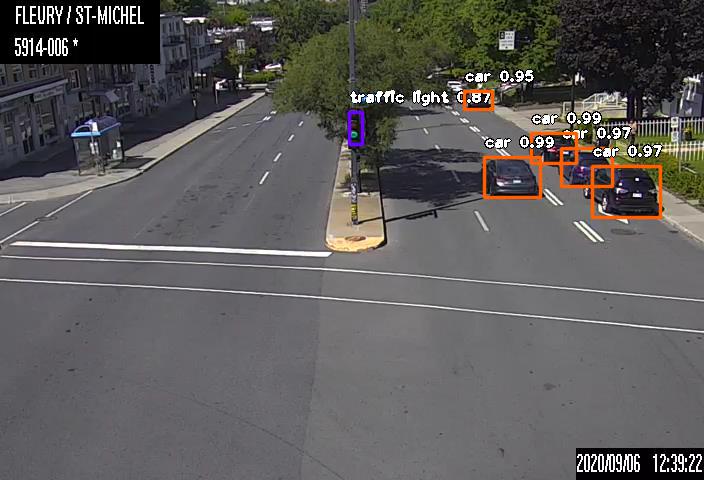 FLEURY / ST-MICHEL
5914-006 *
car 0.95
traffic light 0.87
car 0.99
car 0.97
car 0.99
car 0.97
2020/09/06 12:39:22